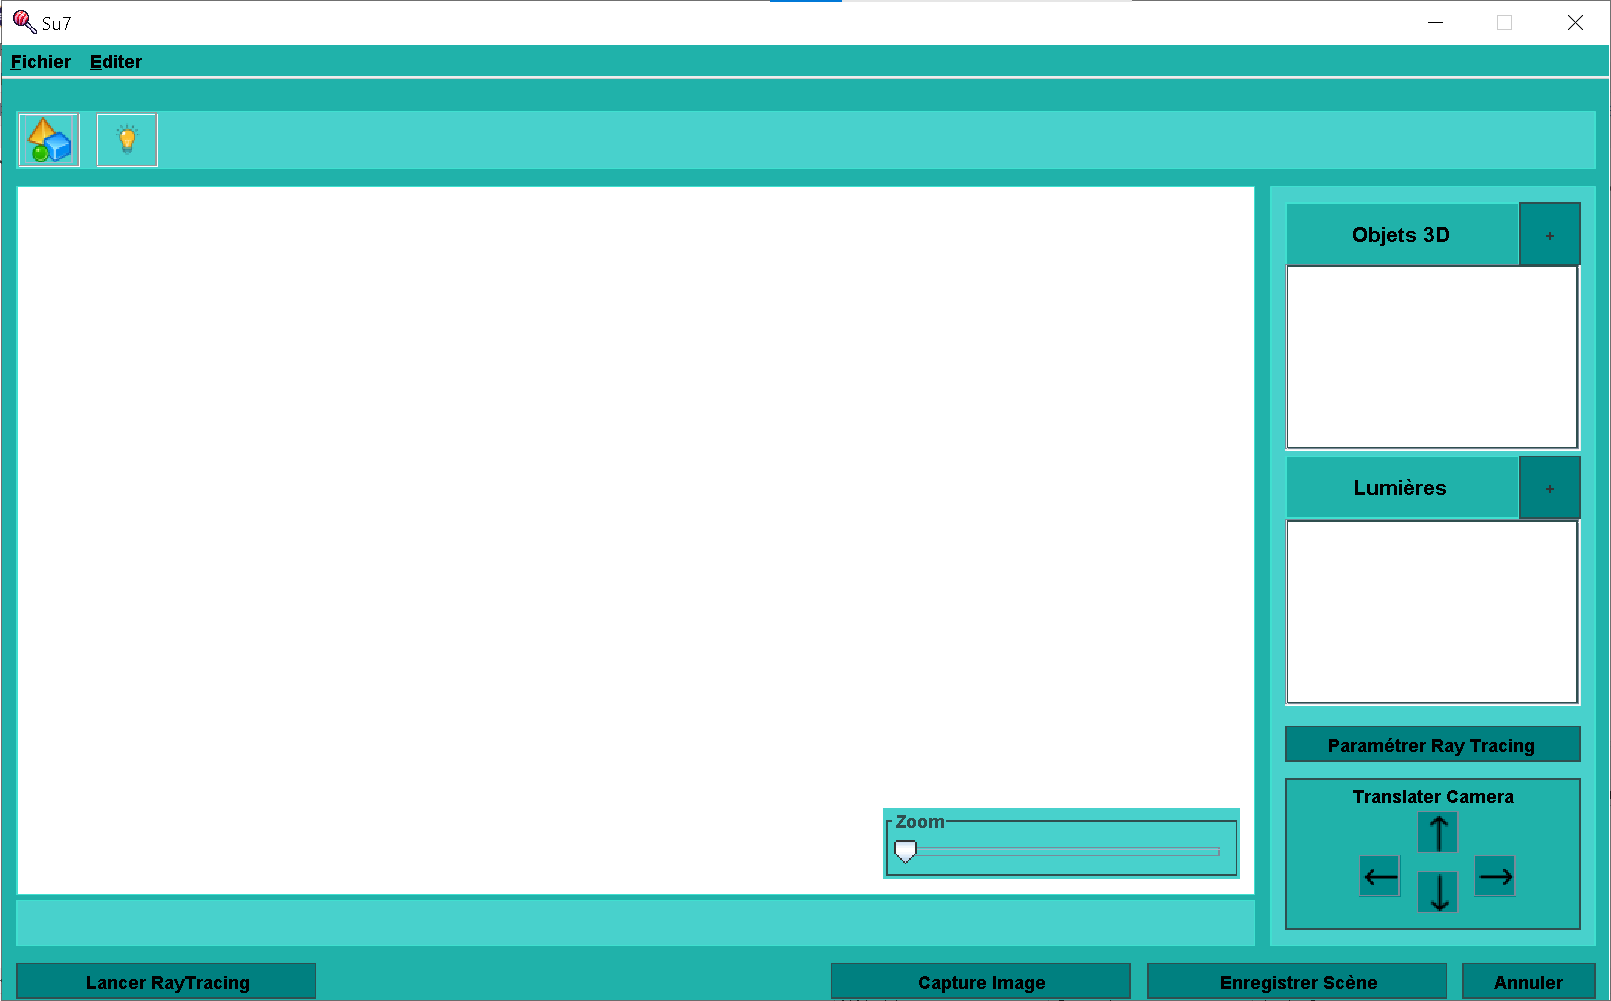 Su7
Fichier Editer
Objets 3D +
Lumières +
Paramétrer Ray Tracing
Translater Camera
Zoom
Lancer RayTracing Capture Image Enregistrer Scène Annuler